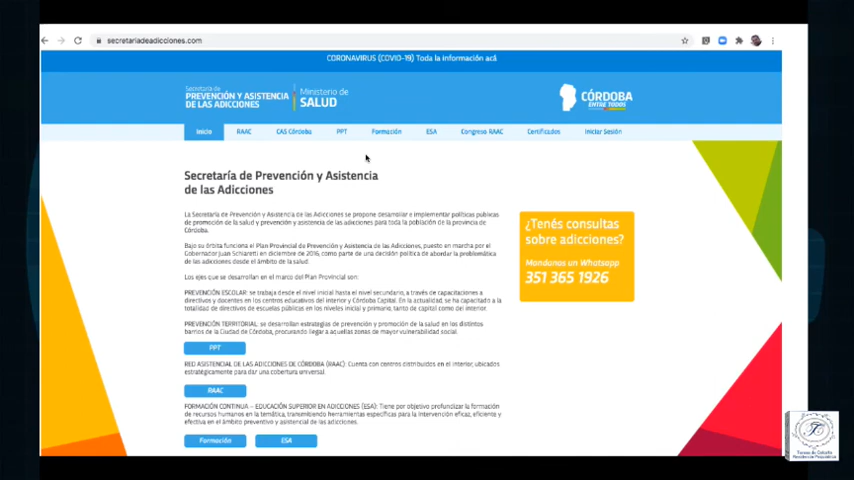 secretariadeadicciones.com
CORONAVIRUS (COVID-19) Toda la información acá
Secretaría de
PREVENCIÓN Y ASISTENCIA
DE LAS ADICCIONES
Ministerio de
SALUD
CÓRDOBA
ENTRE TODOS
Inicio RAAC CAS Córdoba PPT Formación ESA Congreso RAAC Certificados Iniciar Sesión
Secretaría de Prevención y Asistencia
de las Adicciones
La Secretaría de Prevención y Asistencia de las Adicciones se propone desarrollar e implementar políticas públicas
de promoción de la salud y prevención y asistencia de las adicciones para toda la población de la provincia de
Córdoba.
Bajo su órbita funciona el Plan Provincial de Prevención y Asistencia de las Adicciones, puesto en marcha por el
Gobernador Juan Schiaretti en diciembre de 2016, como parte de una decisión política de abordar la problemática
de las adicciones desde el ámbito de la salud.
Los ejes que se desarrollan en el marco del Plan Provincial son:
PREVENCIÓN ESCOLAR: se trabaja desde el nivel inicial hasta el nivel secundario, a través de capacitaciones a
directivos y docentes en los centros educativos del interior y Córdoba Capital. En la actualidad, se ha capacitado a la
totalidad de directivos de escuelas públicas en los niveles inicial y primario, tanto de capital como del interior.
PREVENCIÓN TERRITORIAL: se desarrollan estrategias de prevención y promoción de la salud en los distintos
barrios de la Ciudad de Córdoba, procurando llegar a aquellas zonas de mayor vulnerabilidad social.
PPT
RED ASISTENCIAL DE LAS ADICCIONES DE CÓRDOBA (RAAC): Cuenta con centros distribuidos en el interior, ubicados
estratégicamente para dar una cobertura universal.
RAAC
FORMACIÓN CONTINUA – EDUCACIÓN SUPERIOR EN ADICCIONES (ESA): Tiene por objetivo profundizar la formación
de recursos humanos en la temática, transmitiendo herramientas específicas para la intervención eficaz, eficiente y
efectiva en el ámbito preventivo y asistencial de las adicciones.
Formación ESA
¿Tenés consultas
sobre adicciones?
Mandanos un Whatsapp
351 365 1926